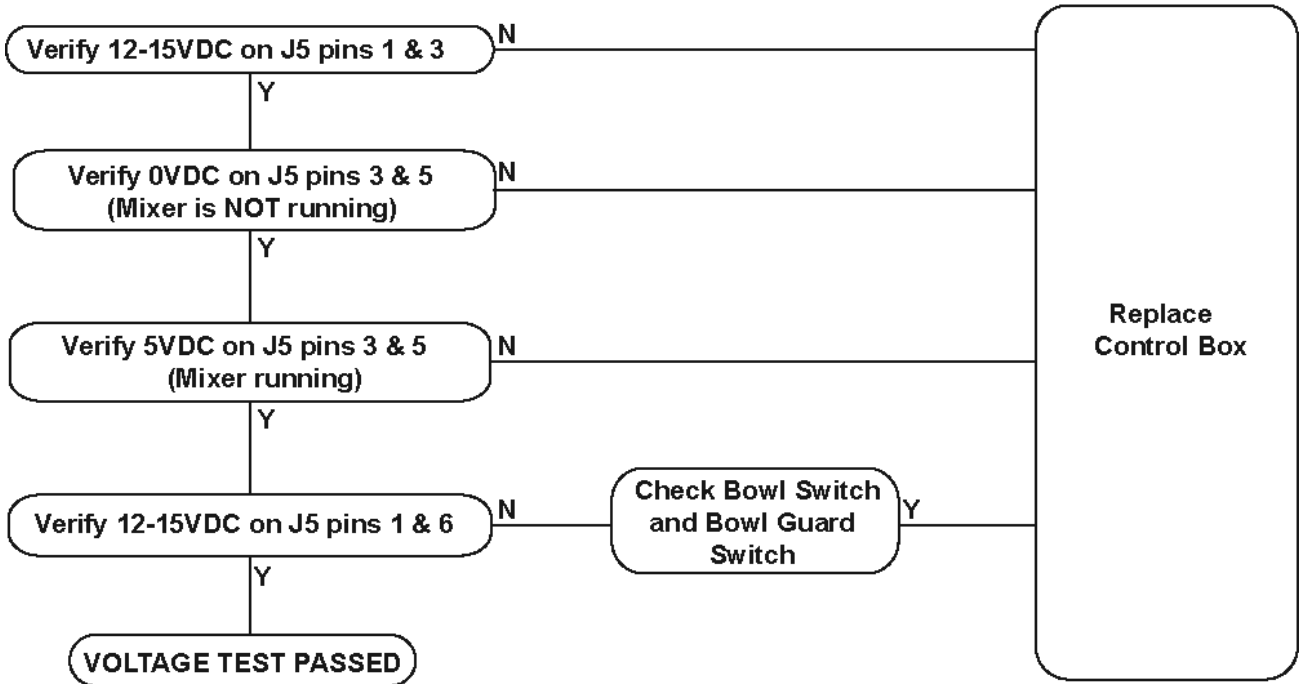 Verify 12-15VDC on J5 pins 1 & 3
N
Y
Verify 0VDC on J5 pins 3 & 5
(Mixer is NOT running)
N
Y
Verify 5VDC on J5 pins 3 & 5
(Mixer running)
N
Y
Verify 12-15VDC on J5 pins 1 & 6
N
Check Bowl Switch
and Bowl Guard
Switch
Y
Y
VOLTAGE TEST PASSED
Replace
Control Box